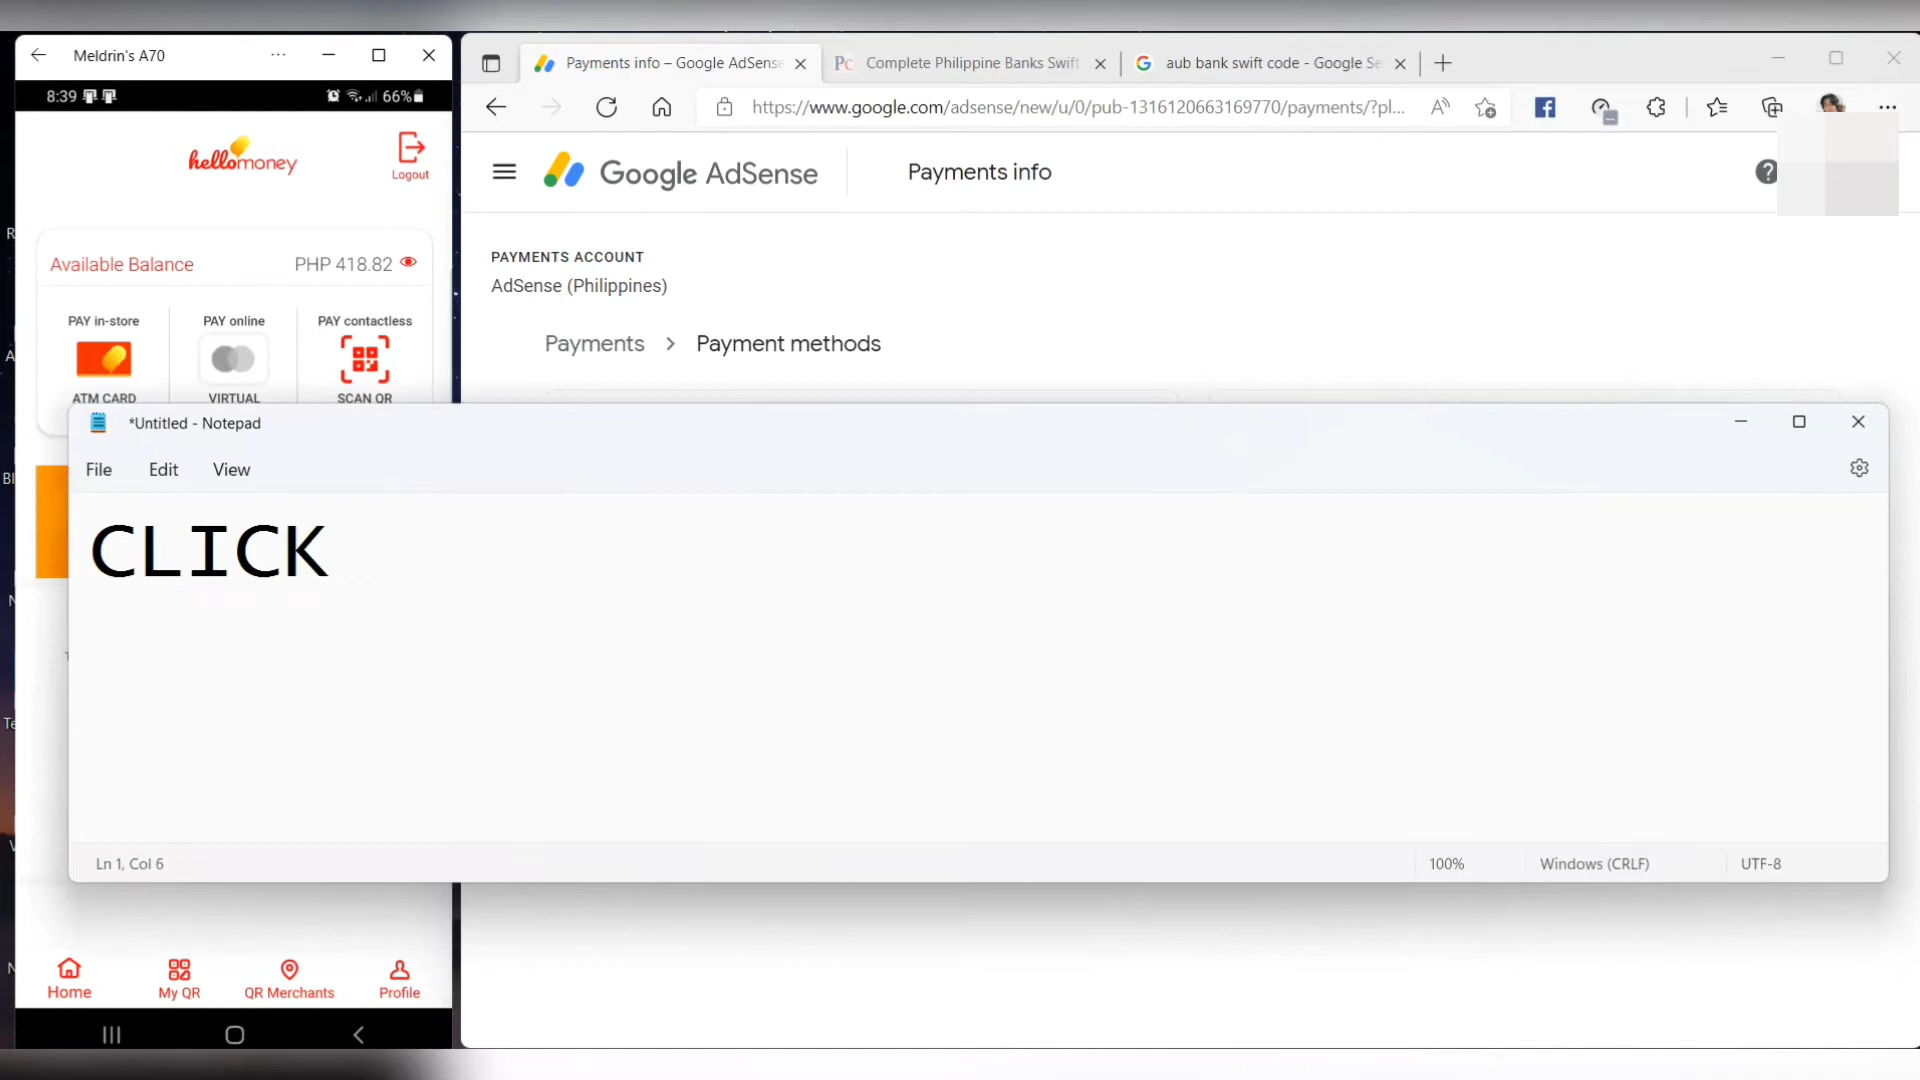 Meldrin's A70
8:39
66%
hellomoney
Logout
Available Balance
PHP 418.82
PAY in-store
PAY online
PAY contactless
ATM CARD
VIRTUAL
SCAN QR
Home
My QR
QR Merchants
Profile
Payments info – Google AdSense
Complete Philippine Banks Swift
aub bank swift code - Google Se
https://www.google.com/adsense/new/u/0/pub-1316120663169770/payments/?pl...
Google AdSense
Payments info
PAYMENTS ACCOUNT
AdSense (Philippines)
Payments > Payment methods
*Untitled - Notepad
File
Edit
View
CLICK
Ln 1, Col 6
100%
Windows (CRLF)
UTF-8